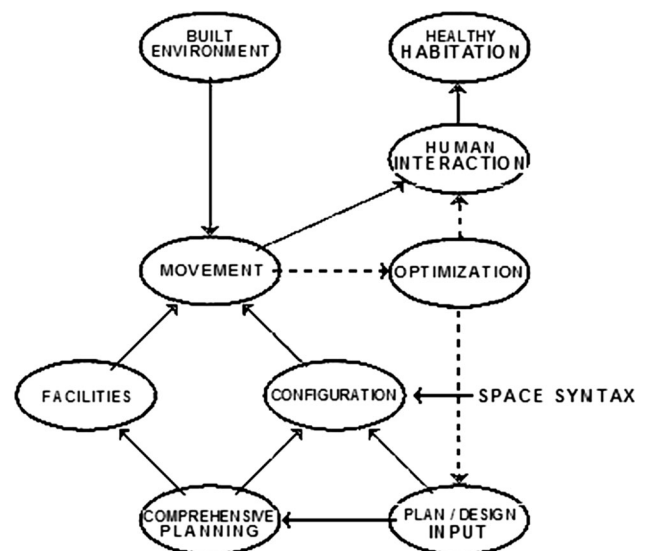 BUILT
ENVIRONMENT
HEALTHY
HABITATION
HUMAN
INTERACTION
MOVEMENT
OPTIMIZATION
FACILITIES
CONFIGURATION
SPACE SYNTAX
COMPREHENSIVE
PLANNING
PLAN / DESIGN
INPUT